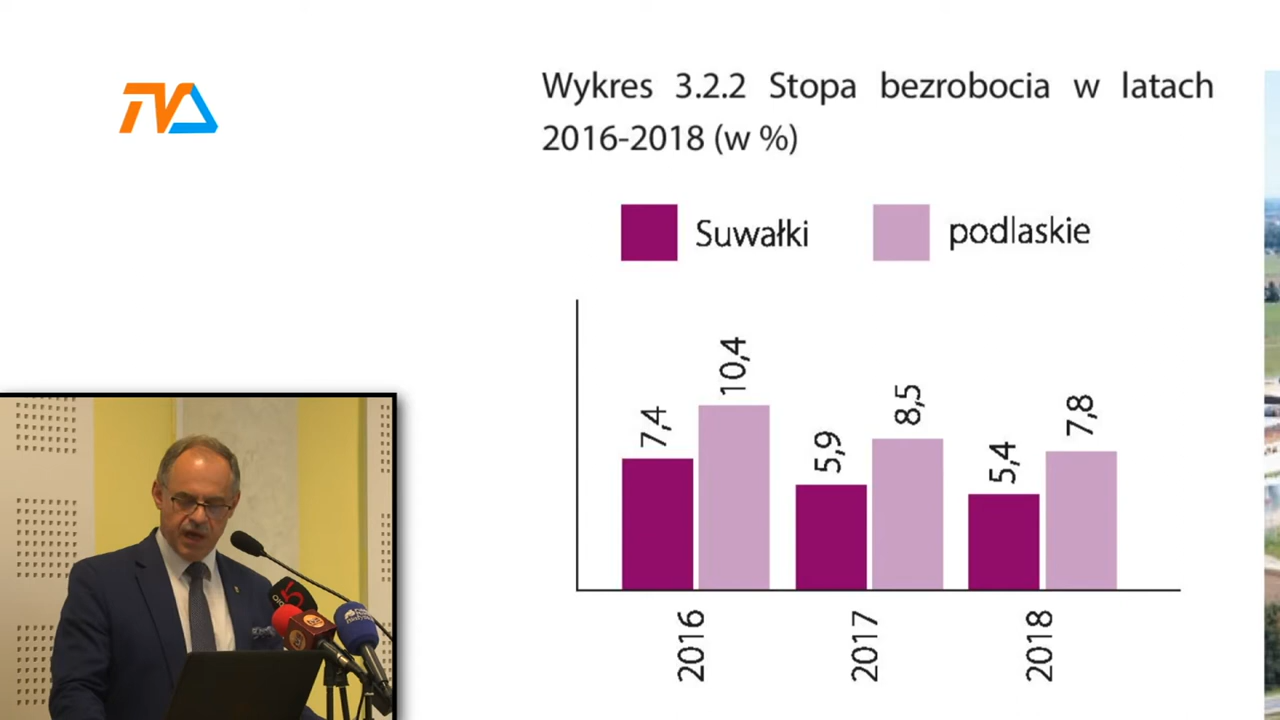 TVA
Wykres 3.2.2 Stopa bezrobocia w latach
2016-2018 (w %)
Suwałki
podlaskie
7,4
10,4
5,9
8,5
5,4
7,8
2016
2017
2018
5